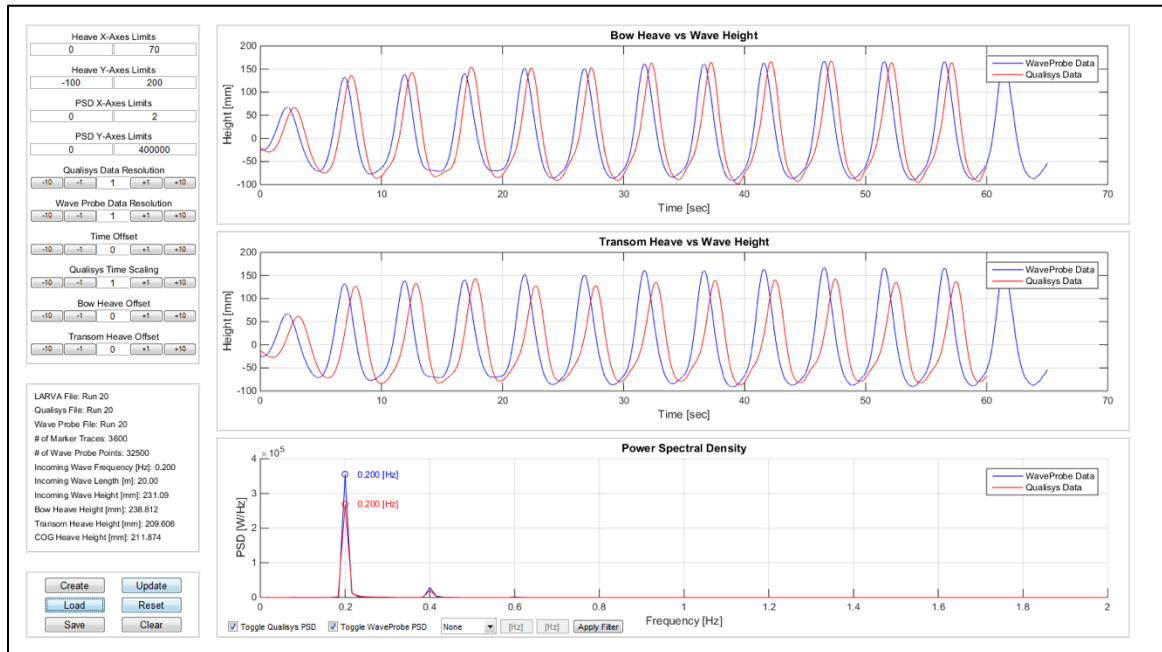 Heave X-Axes Limits
0 70
Heave Y-Axes Limits
-100 200
PSD X-Axes Limits
0 2
PSD Y-Axes Limits
0 400000
Qualisys Data Resolution
-10 -1 1 +1 +10
Wave Probe Data Resolution
-10 -1 1 +1 +10
Time Offset
-10 -1 0 +1 +10
Qualisys Time Scaling
-10 -1 1 +1 +10
Bow Heave Offset
-10 -1 0 +1 +10
Transom Heave Offset
-10 -1 0 +1 +10
LARVA File: Run 20
Qualisys File: Run 20
Wave Probe File: Run 20
# of Marker Traces: 3600
# of Wave Probe Points: 32500
Incoming Wave Frequency [Hz]: 0.200
Incoming Wave Length [m]: 20.00
Incoming Wave Height [mm]: 231.09
Bow Heave Height [mm]: 238.812
Transom Heave Height [mm]: 209.606
COG Heave Height [mm]: 211.874
Create Update
Load Reset
Save Clear
Bow Heave vs Wave Height
200
150
100
50
0
-50
-100
Height [mm]
WaveProbe Data
Qualisys Data
0 10 20 30 40 50 60 70
Time [sec]
Transom Heave vs Wave Height
200
150
100
50
0
-50
-100
Height [mm]
WaveProbe Data
Qualisys Data
0 10 20 30 40 50 60 70
Time [sec]
Power Spectral Density
× 10⁵
4
3
2
1
0
PSD [W/Hz]
0.200 [Hz]
0.200 [Hz]
WaveProbe Data
Qualisys Data
0 0.2 0.4 0.6 0.8 1 1.2 1.4 1.6 1.8 2
Frequency [Hz]
Toggle Qualisys PSD Toggle WaveProbe PSD None [Hz] [Hz] Apply Filter